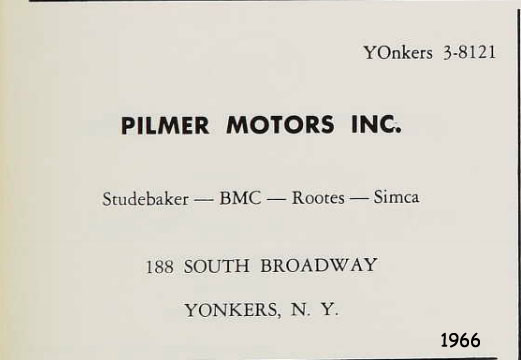 YOnkers 3-8121
PILMER MOTORS INC.
Studebaker — BMC — Rootes — Simca
188 SOUTH BROADWAY
YONKERS, N. Y.
1966